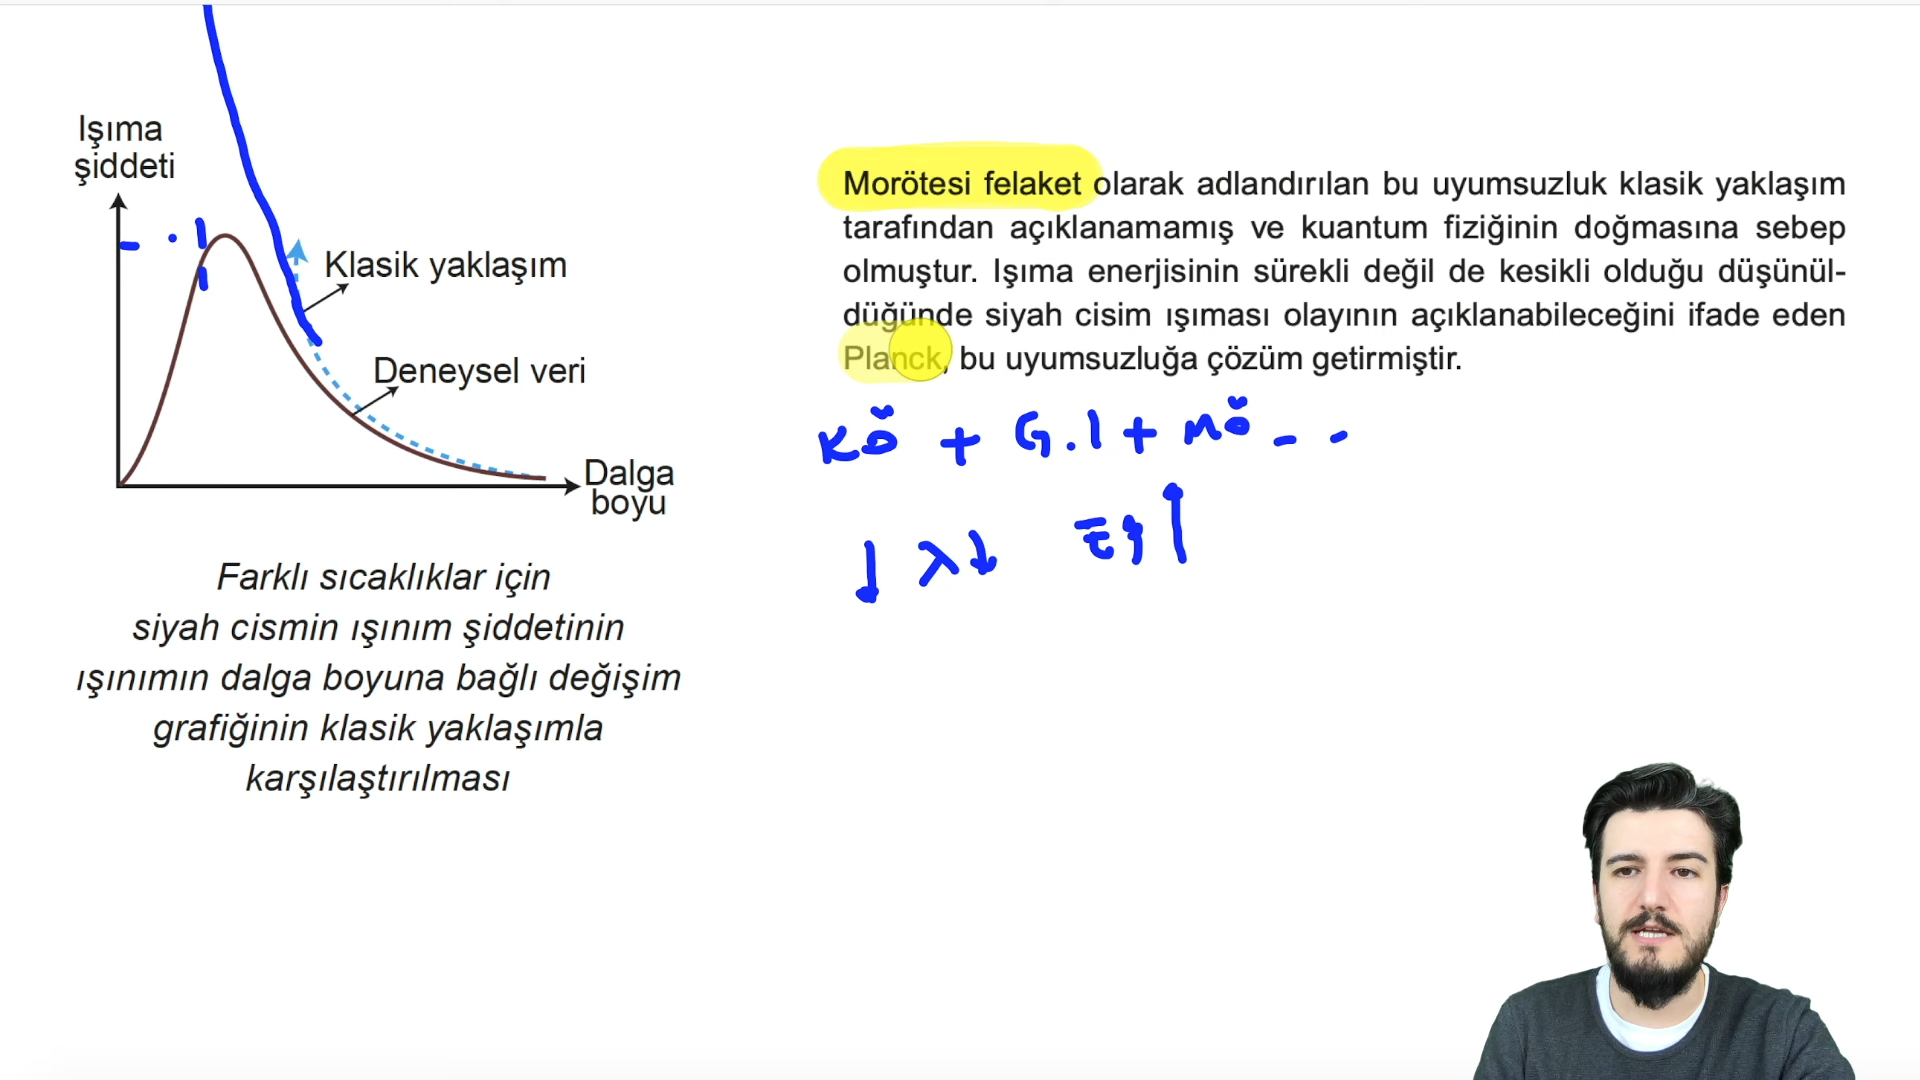 Işıma
şiddeti
Klasik yaklaşım
Deneysel veri
Dalga
boyu
Farklı sıcaklıklar için
siyah cismin ışınım şiddetinin
ışınımın dalga boyuna bağlı değişim
grafiğinin klasik yaklaşımla
karşılaştırılması
Morötesi felaket olarak adlandırılan bu uyumsuzluk klasik yaklaşım
tarafından açıklanamamış ve kuantum fiziğinin doğmasına sebep
olmuştur. Işıma enerjisinin sürekli değil de kesikli olduğu düşünül-
düğünde siyah cisim ışıması olayının açıklanabileceğini ifade eden
Planck, bu uyumsuzluğa çözüm getirmiştir.
KÖ + G.I + MÖ - -
↓ λ↓ ↑